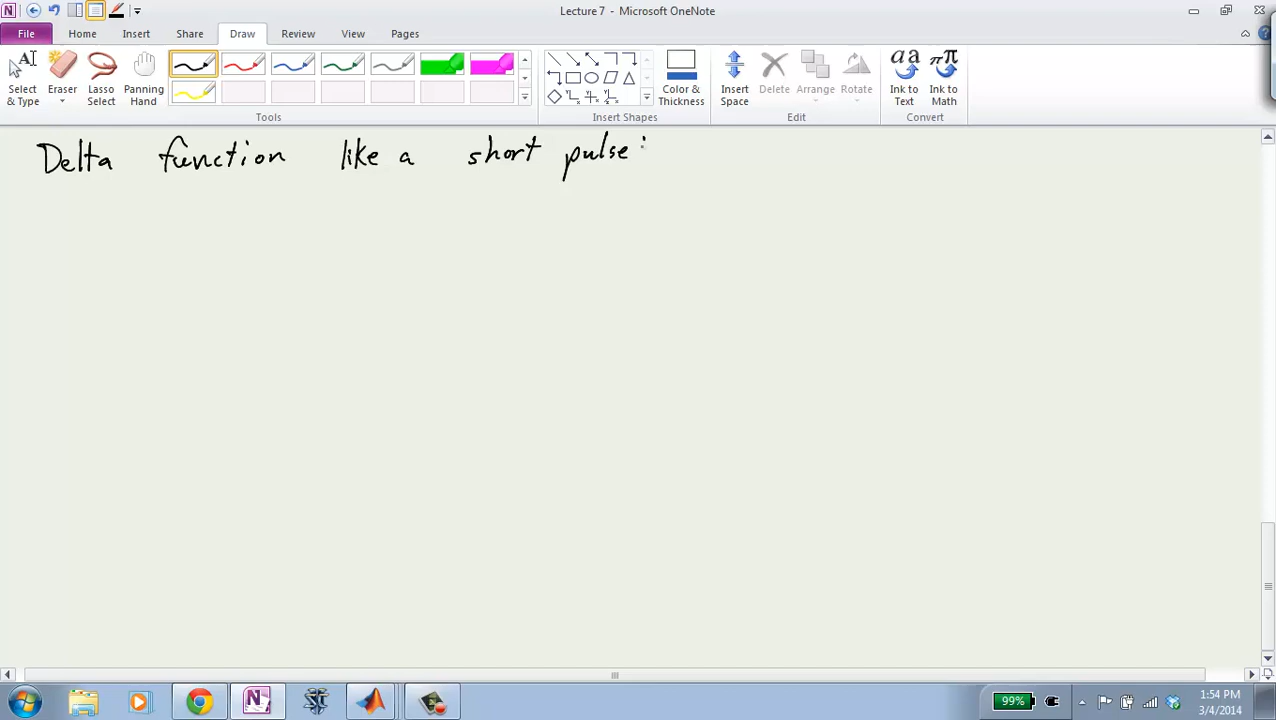 Lecture 7 - Microsoft OneNote
File Home Insert Share Draw Review View Pages
Select & Type Eraser Lasso Select Panning Hand Color & Thickness Insert Space Delete Arrange Rotate Ink to Text Ink to Math
Tools Insert Shapes Edit Convert
Delta function like a short pulse:
99% 1:54 PM
3/4/2014